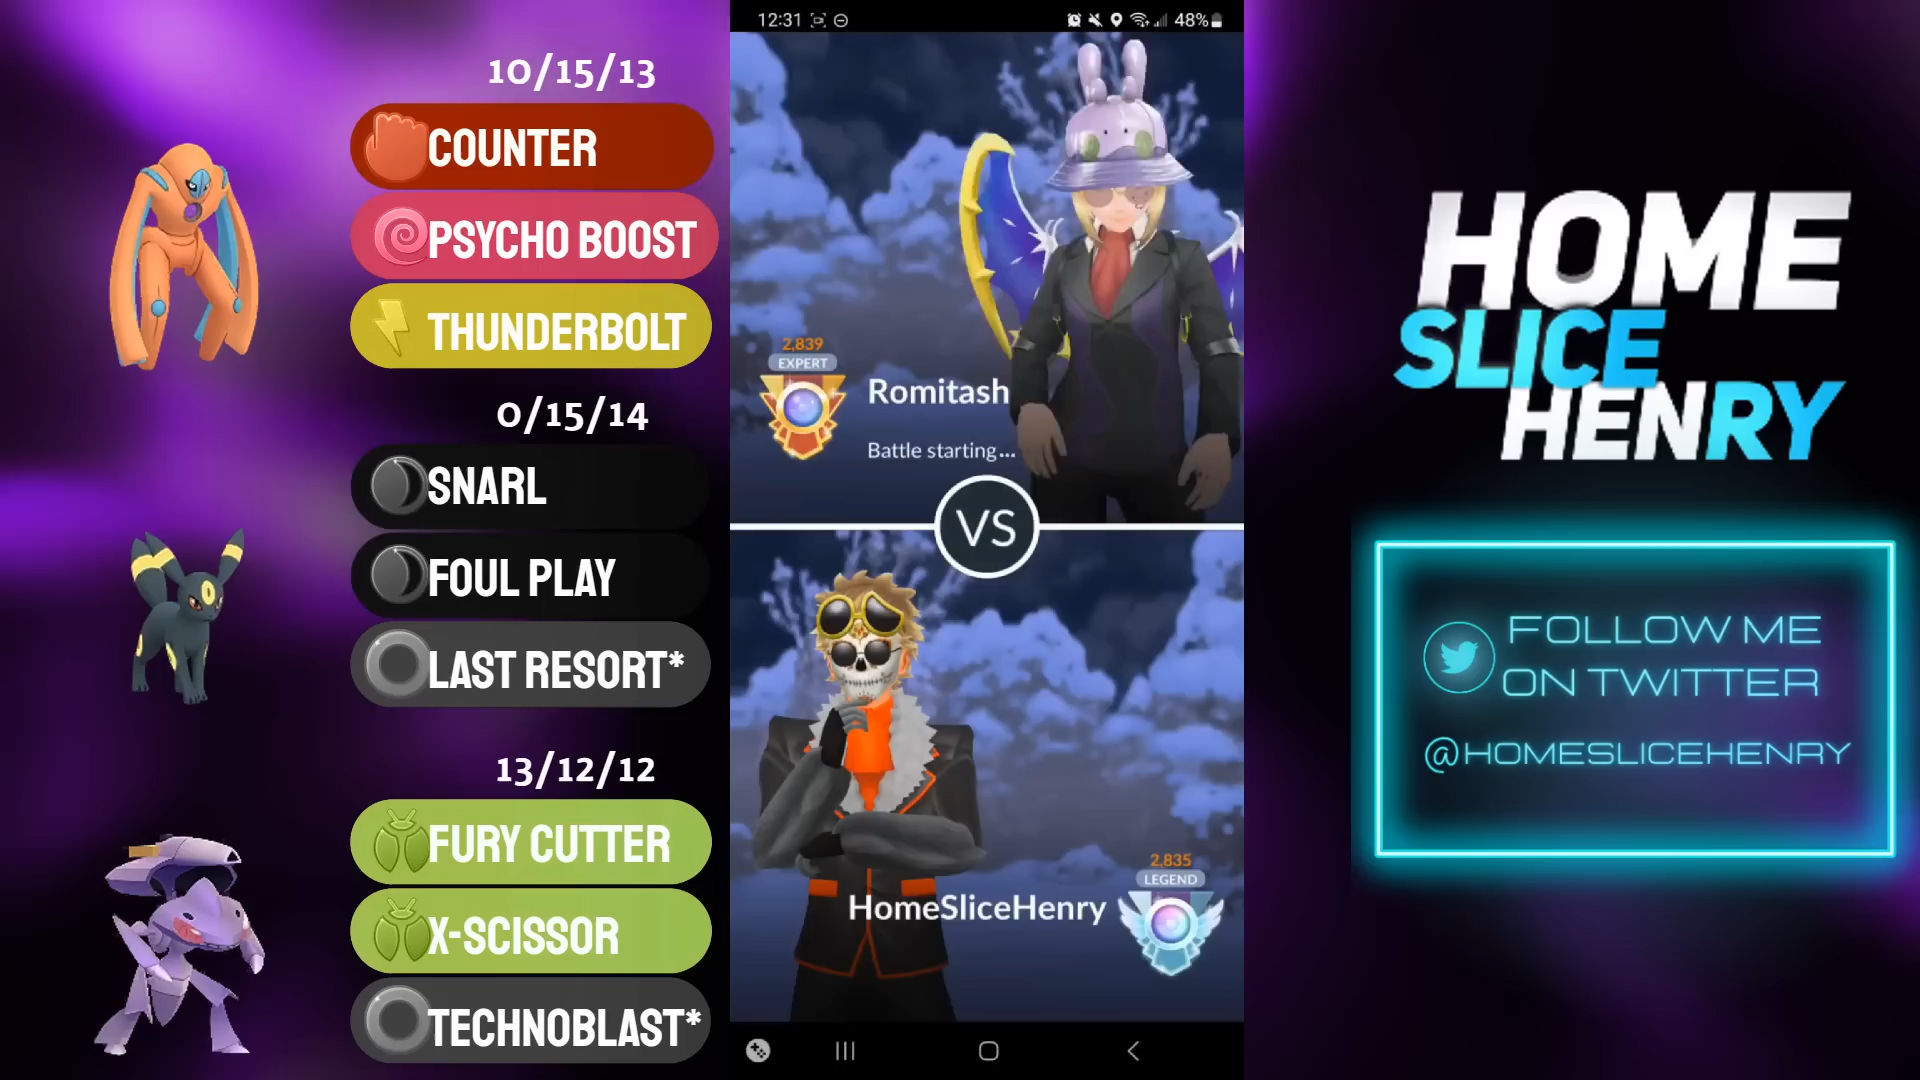 10/15/13
COUNTER
PSYCHO BOOST
THUNDERBOLT
0/15/14
SNARL
FOUL PLAY
LAST RESORT*
13/12/12
FURY CUTTER
X-SCISSOR
TECHNOBLAST*
12:31
48%
2,839
EXPERT
Romitash
Battle starting...
VS
2,835
LEGEND
HomeSliceHenry
HOME
SLICE
HENRY
FOLLOW ME
ON TWITTER
@HOMESLICEHENRY